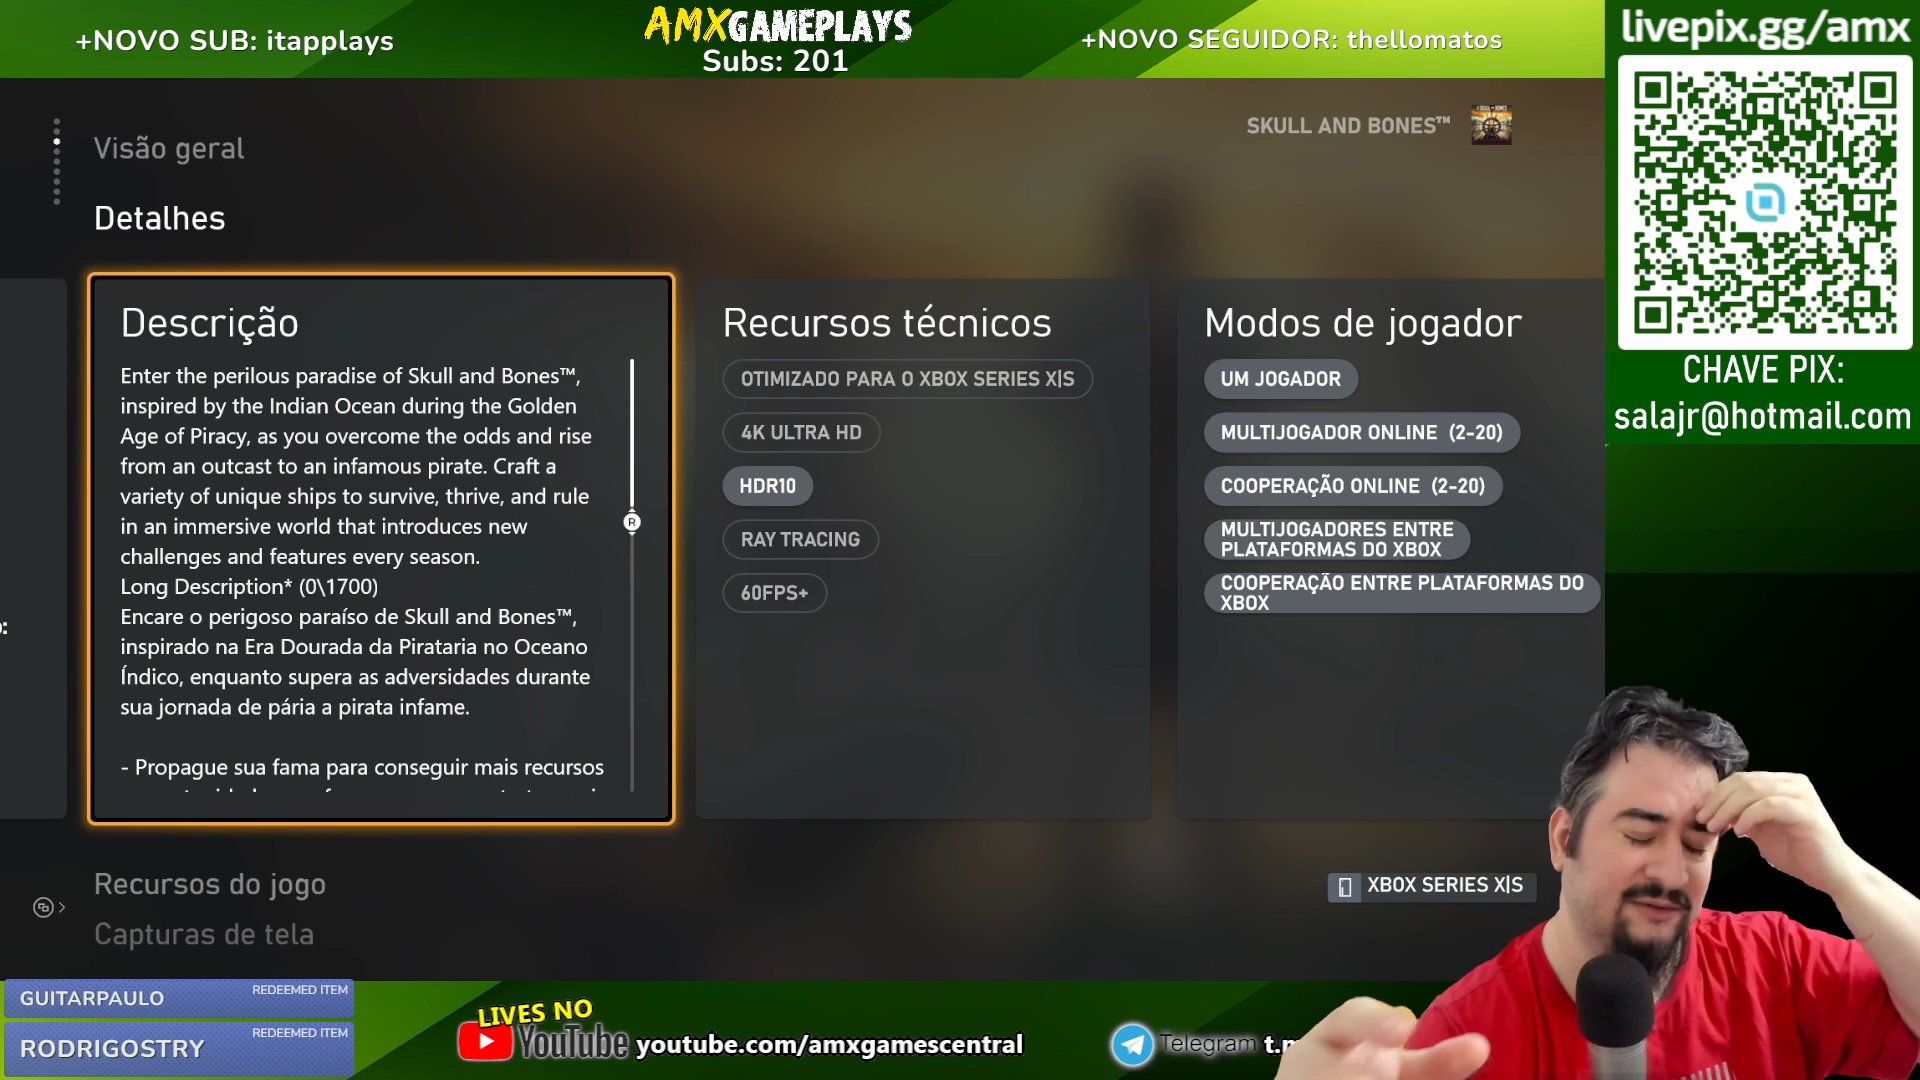 +NOVO SUB: itapplays
AMXGAMEPLAYS
Subs: 201
+NOVO SEGUIDOR: thellomatos
livepix.gg/amx
CHAVE PIX:
salajr@hotmail.com
Visão geral
SKULL AND BONES™
Detalhes
Descrição
Enter the perilous paradise of Skull and Bones™,
inspired by the Indian Ocean during the Golden
Age of Piracy, as you overcome the odds and rise
from an outcast to an infamous pirate. Craft a
variety of unique ships to survive, thrive, and rule
in an immersive world that introduces new
challenges and features every season.
Long Description* (0\1700)
Encare o perigoso paraíso de Skull and Bones™,
inspirado na Era Dourada da Pirataria no Oceano
Índico, enquanto supera as adversidades durante
sua jornada de pária a pirata infame.
- Propague sua fama para conseguir mais recursos
R
Recursos técnicos
OTIMIZADO PARA O XBOX SERIES X|S
4K ULTRA HD
HDR10
RAY TRACING
60FPS+
Modos de jogador
UM JOGADOR
MULTIJOGADOR ONLINE (2-20)
COOPERAÇÃO ONLINE (2-20)
MULTIJOGADORES ENTRE
PLATAFORMAS DO XBOX
COOPERAÇÃO ENTRE PLATAFORMAS DO
XBOX
Recursos do jogo
Capturas de tela
XBOX SERIES X|S
GUITARPAULO
REDEEMED ITEM
RODRIGOSTRY
REDEEMED ITEM
LIVES NO
YouTube
youtube.com/amxgamescentral
Telegram